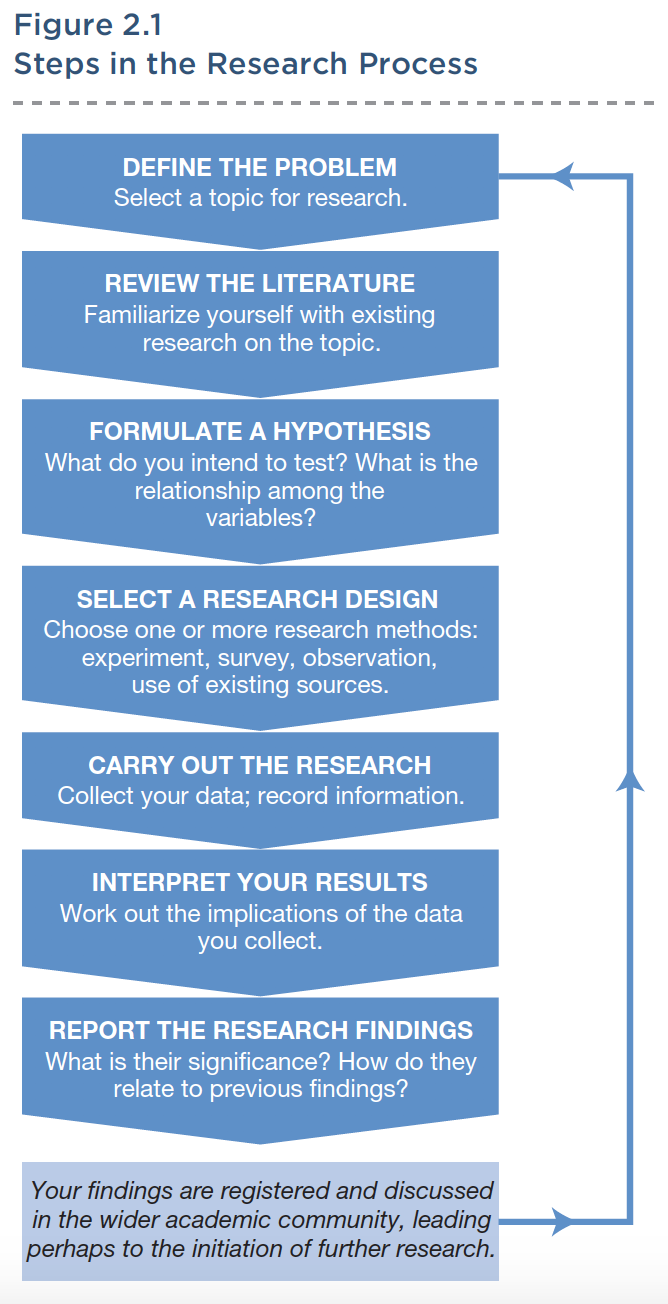 Figure 2.1
Steps in the Research Process
DEFINE THE PROBLEM
Select a topic for research.
REVIEW THE LITERATURE
Familiarize yourself with existing
research on the topic.
FORMULATE A HYPOTHESIS
What do you intend to test? What is the
relationship among the
variables?
SELECT A RESEARCH DESIGN
Choose one or more research methods:
experiment, survey, observation,
use of existing sources.
CARRY OUT THE RESEARCH
Collect your data; record information.
INTERPRET YOUR RESULTS
Work out the implications of the data
you collect.
REPORT THE RESEARCH FINDINGS
What is their significance? How do they
relate to previous findings?
Your findings are registered and discussed
in the wider academic community, leading
perhaps to the initiation of further research.